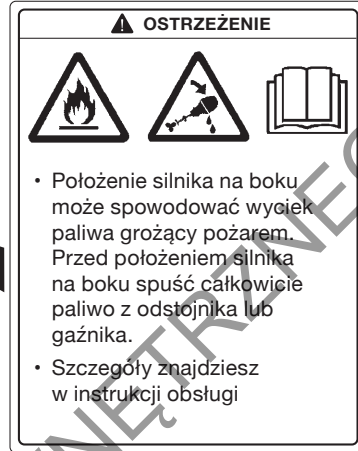 OSTRZEŻENIE
• Położenie silnika na boku
może spowodować wyciek
paliwa grożący pożarem.
Przed położeniem silnika
na boku spuść całkowicie
paliwo z odstojnika lub
gaźnika.
• Szczegóły znajdziesz
w instrukcji obsługi